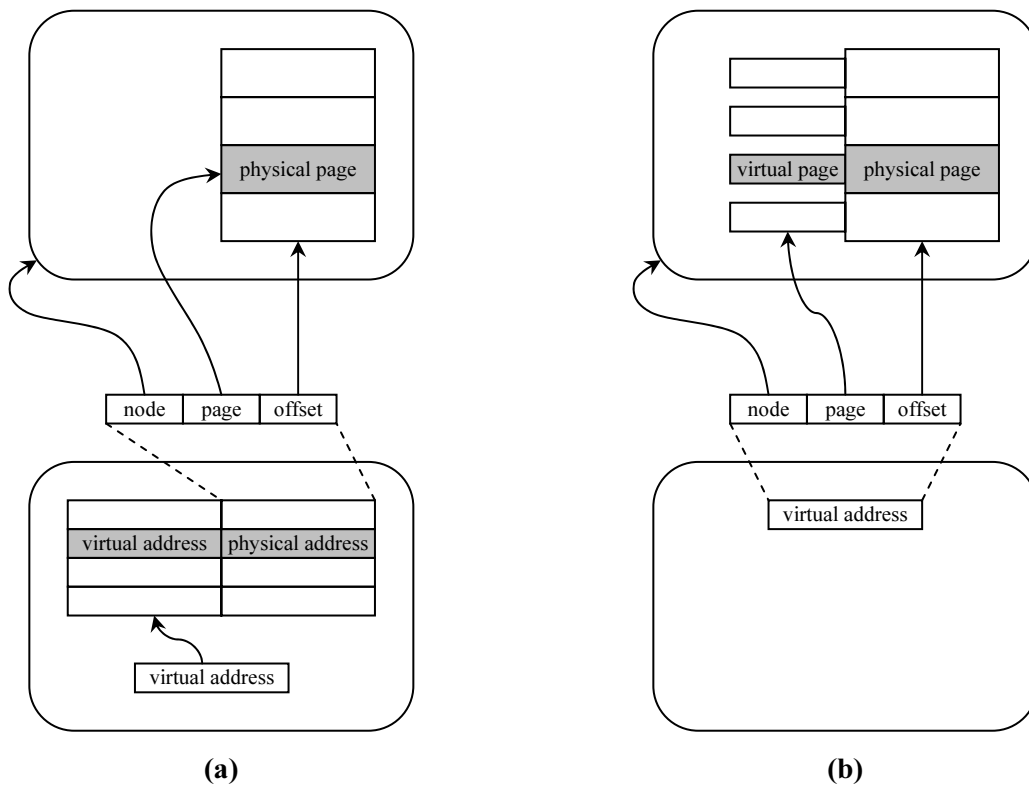 physical page
node page offset
virtual address physical address
virtual address
(a)
virtual page physical page
node page offset
virtual address
(b)